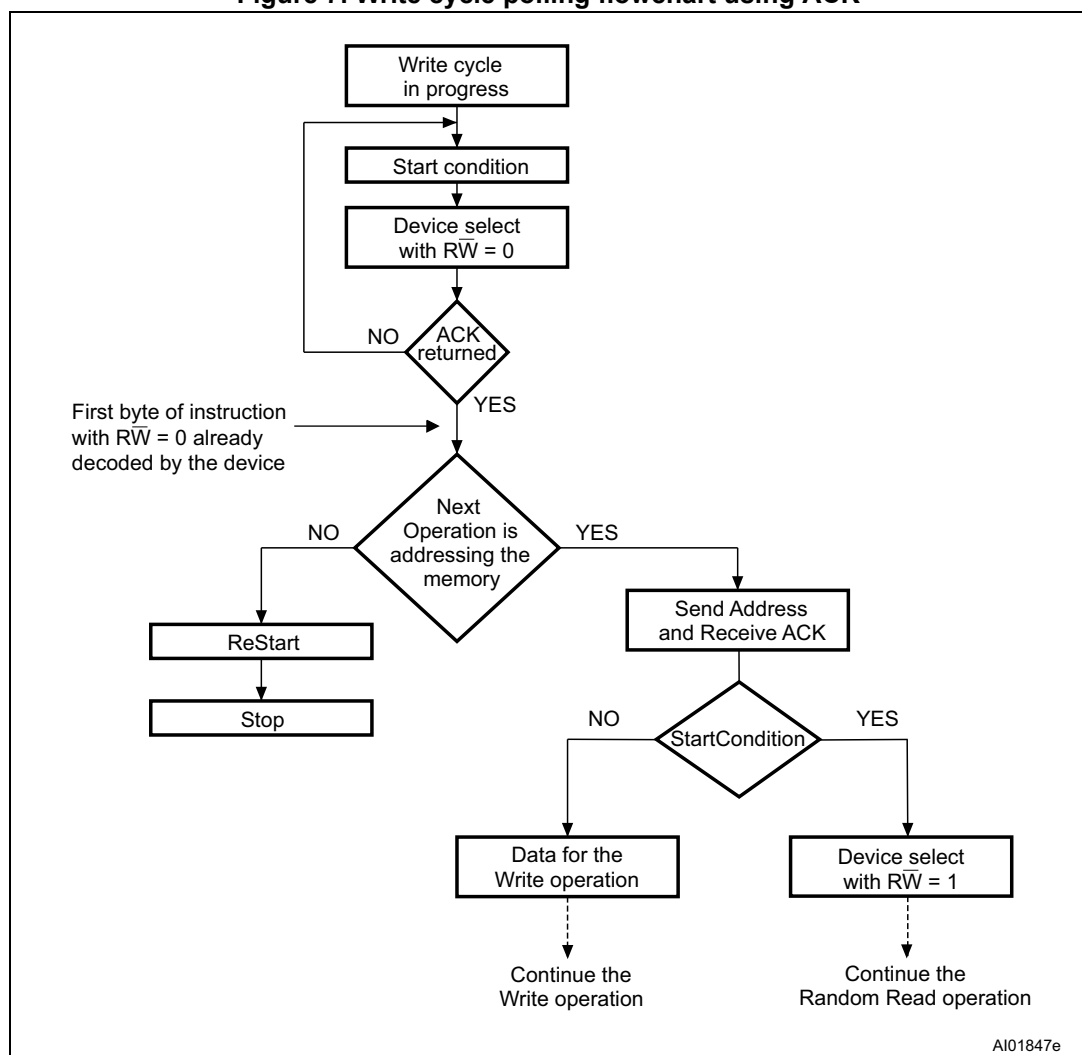 Figure 7. Write cycle polling flowchart using ACK
Write cycle
in progress
Start condition
Device select
with RW̅ = 0
NO
ACK
returned
YES
First byte of instruction
with RW̅ = 0 already
decoded by the device
Next
Operation is
addressing the
memory
NO
YES
Send Address
and Receive ACK
ReStart
Stop
NO
StartCondition
YES
Data for the
Write operation
Device select
with RW̅ = 1
Continue the
Write operation
Continue the
Random Read operation
AI01847e